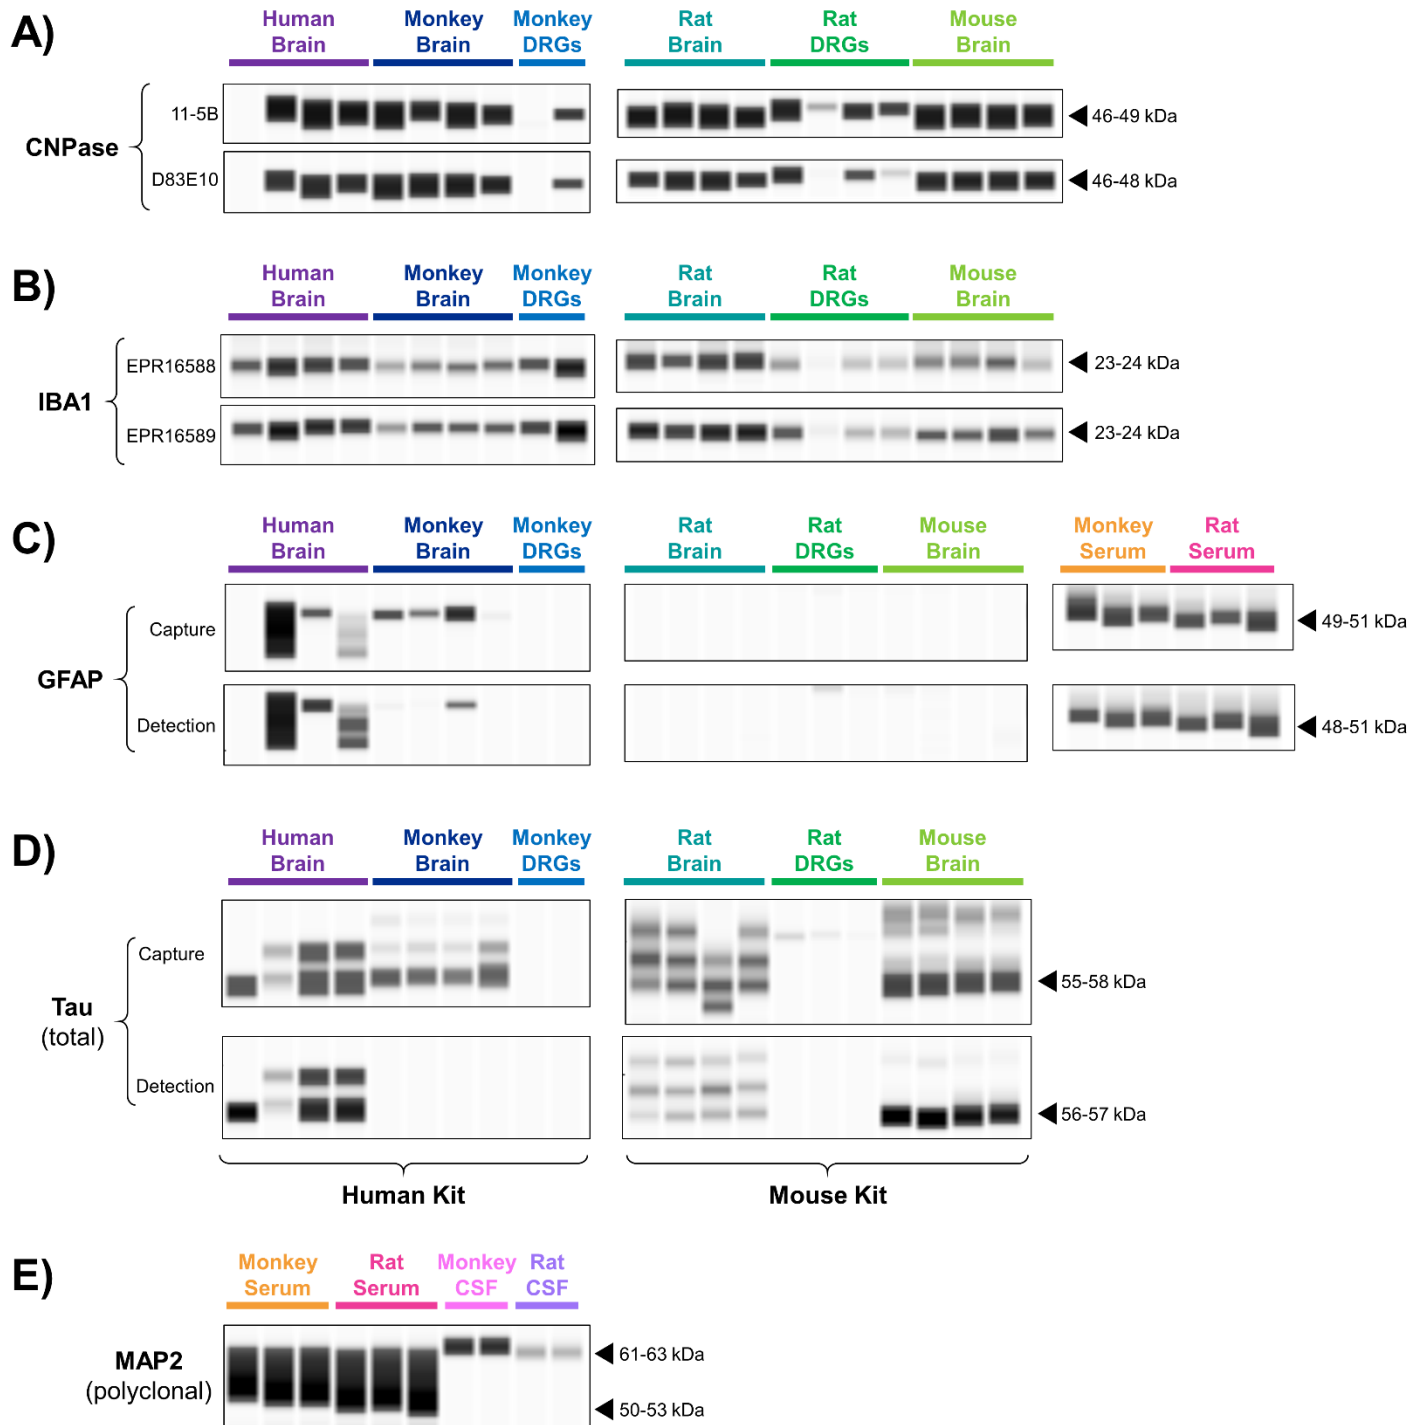 A)
Human Brain
Monkey Brain
Monkey DRGs
Rat Brain
Rat DRGs
Mouse Brain
CNPase
11-5B
46-49 kDa
D83E10
46-48 kDa
B)
Human Brain
Monkey Brain
Monkey DRGs
Rat Brain
Rat DRGs
Mouse Brain
IBA1
EPR16588
23-24 kDa
EPR16589
23-24 kDa
C)
Human Brain
Monkey Brain
Monkey DRGs
Rat Brain
Rat DRGs
Mouse Brain
Monkey Serum
Rat Serum
GFAP
Capture
49-51 kDa
Detection
48-51 kDa
D)
Human Brain
Monkey Brain
Monkey DRGs
Rat Brain
Rat DRGs
Mouse Brain
Tau
(total)
Capture
55-58 kDa
Detection
56-57 kDa
Human Kit
Mouse Kit
E)
Monkey Serum
Rat Serum
Monkey CSF
Rat CSF
MAP2
(polyclonal)
61-63 kDa
50-53 kDa